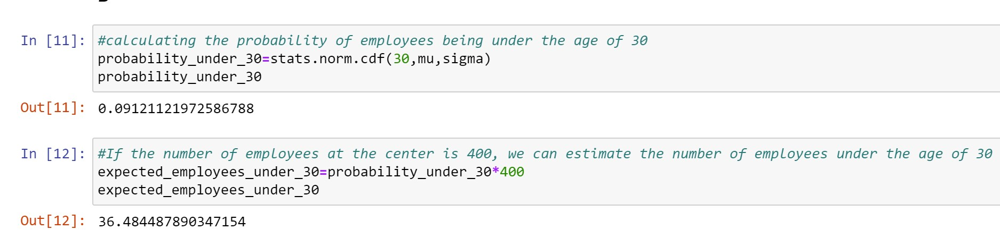 In [11]: #calculating the probability of employees being under the age of 30
probability_under_30=stats.norm.cdf(30,mu,sigma)
probability_under_30
Out[11]: 0.09121121972586788
In [12]: #If the number of employees at the center is 400, we can estimate the number of employees under the age of 30
expected_employees_under_30=probability_under_30*400
expected_employees_under_30
Out[12]: 36.484487890347154